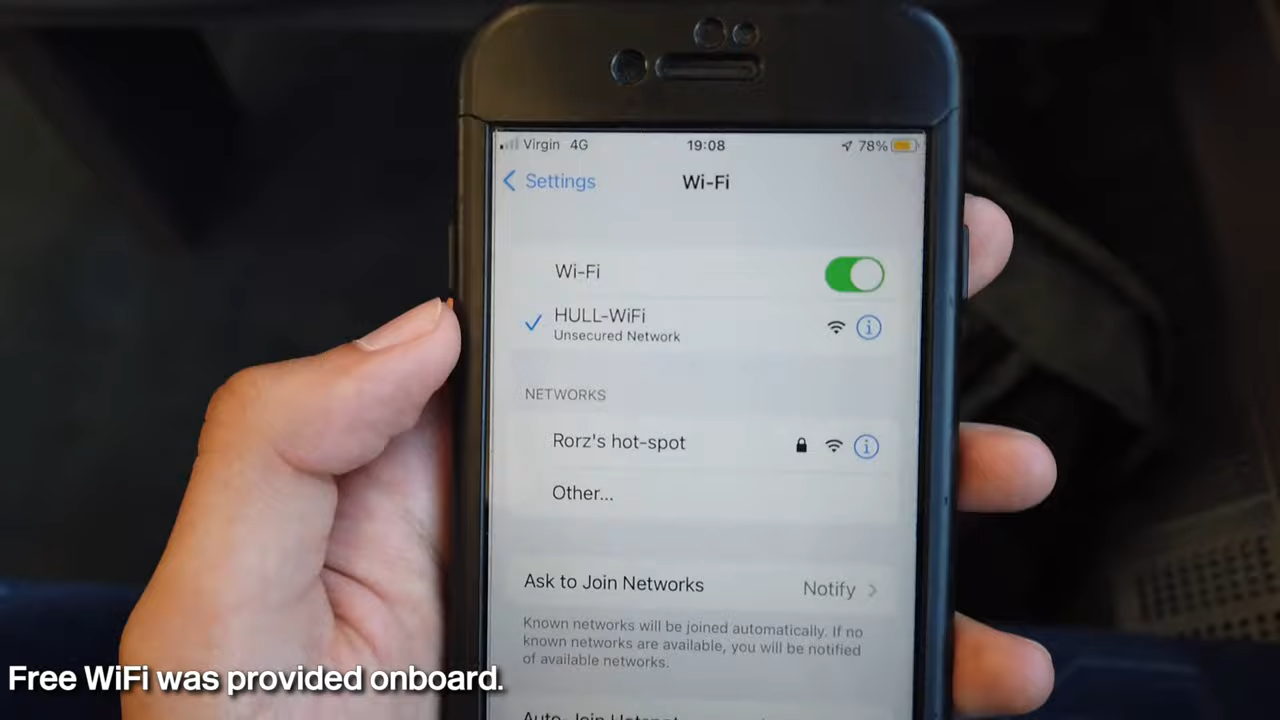 Virgin 4G 19:08 78%
Settings Wi-Fi
Wi-Fi
HULL-WiFi
Unsecured Network
NETWORKS
Rorz's hot-spot
Other...
Ask to Join Networks Notify
Known networks will be joined automatically. If no
known networks are available, you will be notified
of available networks.
Free WiFi was provided onboard.